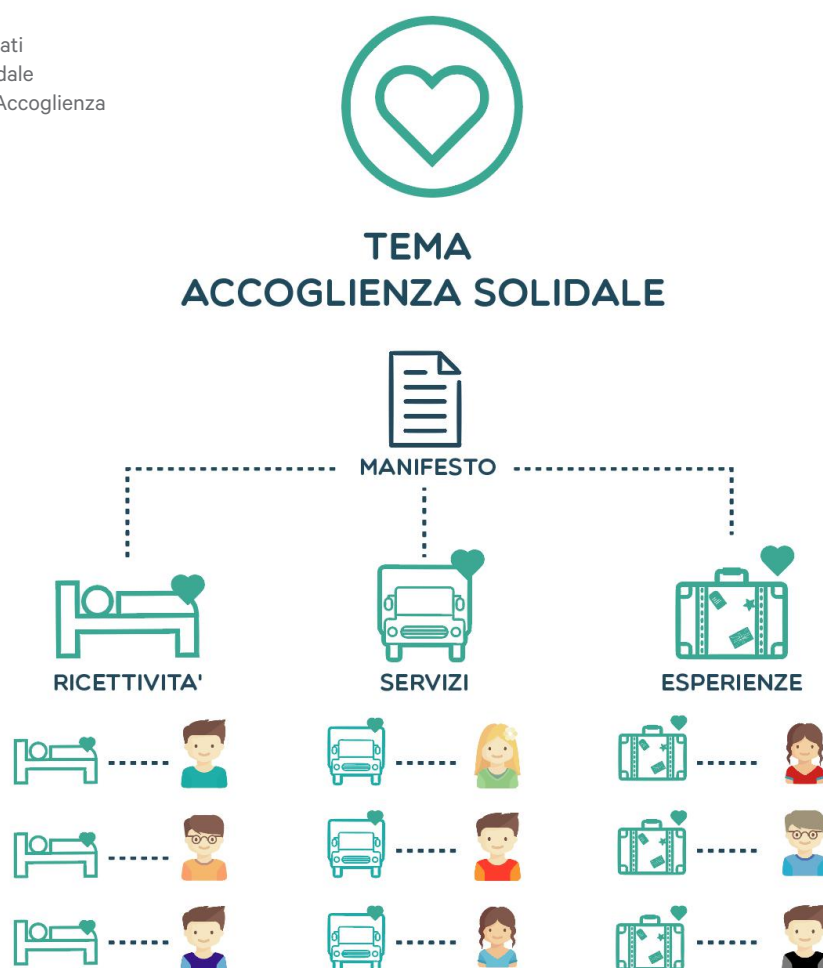 ati
dale
Accoglienza
TEMA
ACCOGLIENZA SOLIDALE
MANIFESTO
RICETTIVITA'
SERVIZI
ESPERIENZE